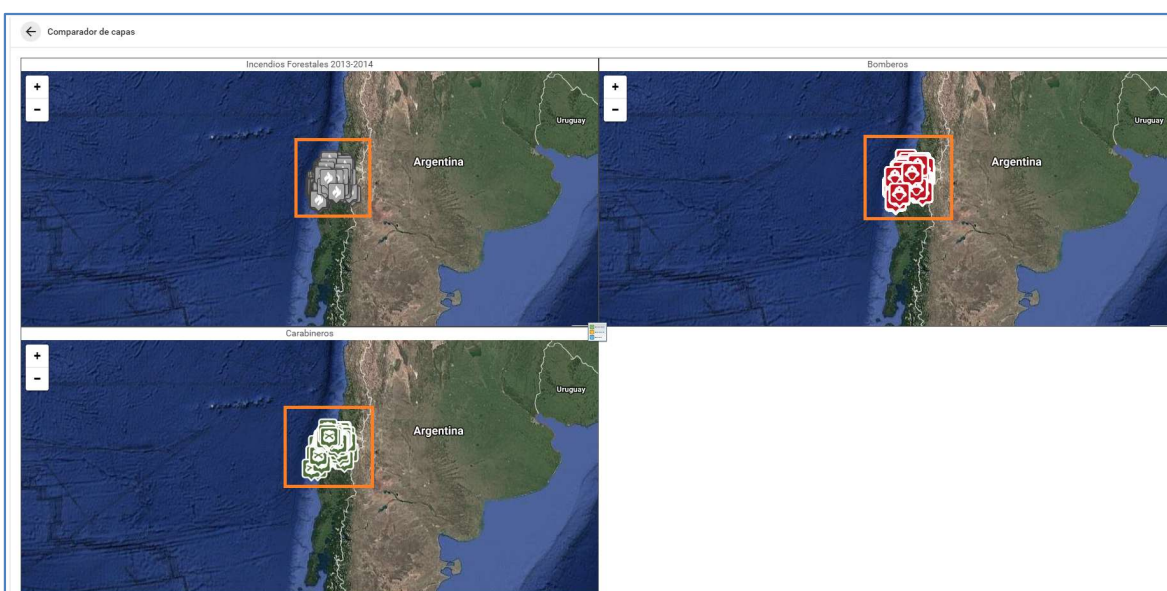 Comparador de capas
Incendios Forestales 2013-2014
Bomberos
+
-
Uruguay
Argentina
+
-
Uruguay
Argentina
Carabineros
+
-
Uruguay
Argentina